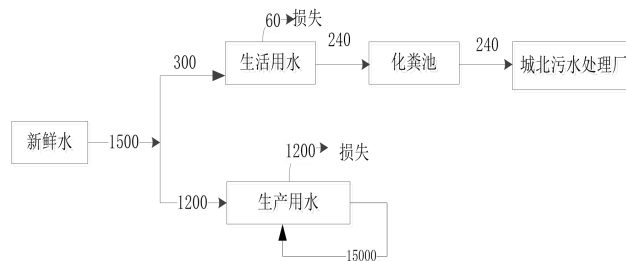 60 损失
300 生活用水 240 化粪池 240 城北污水处理厂
新鲜水 1500
1200 损失
1200 生产用水
15000